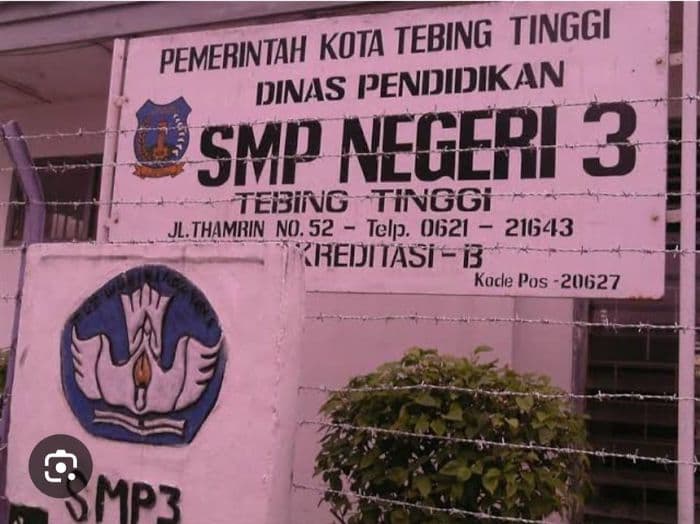 PEMERINTAH KOTA TEBING TINGGI
DINAS PENDIDIKAN
SMP NEGERI 3
TEBING TINGGI
JL.THAMRIN NO.52 - Telp. 0621 - 21643
KREDITASI - B
Kode Pos -20627
SMP3